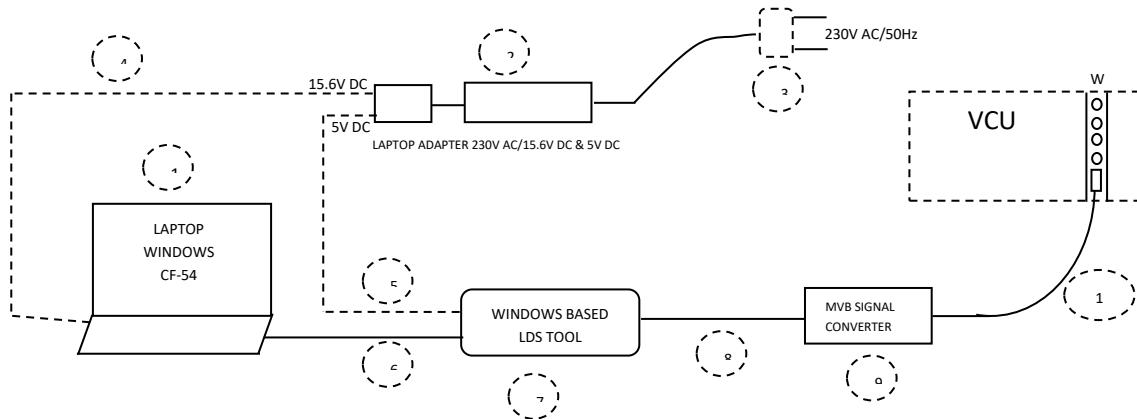 230V AC/50Hz
15.6V DC
5V DC
LAPTOP ADAPTER 230V AC/15.6V DC & 5V DC
W
VCU
LAPTOP
WINDOWS
CF-54
WINDOWS BASED
LDS TOOL
MVB SIGNAL
CONVERTER
1